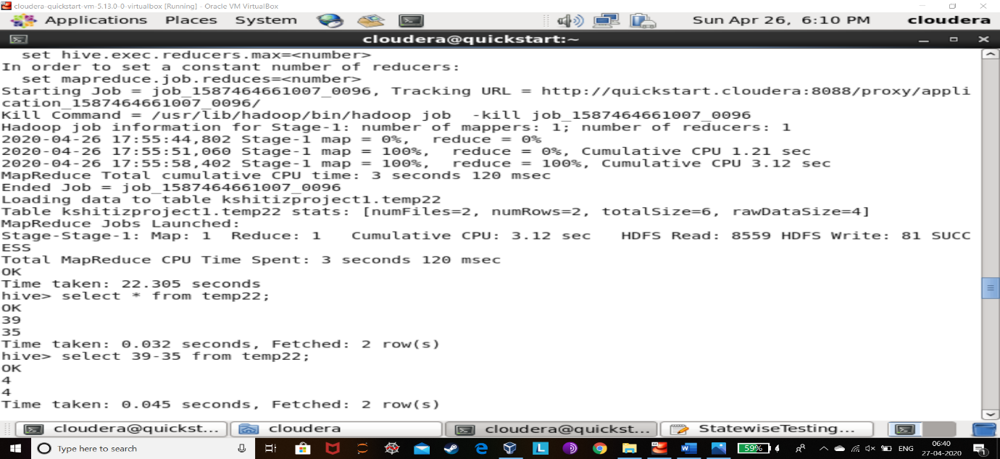 cloudera-quickstart-vm-5.13.0-0-virtualbox [Running] - Oracle VM VirtualBox
Applications Places System Sun Apr 26, 6:10 PM cloudera
cloudera@quickstart:~
set hive.exec.reducers.max=<number>
In order to set a constant number of reducers:
set mapreduce.job.reduces=<number>
Starting Job = job_1587464661007_0096, Tracking URL = http://quickstart.cloudera:8088/proxy/appli
cation_1587464661007_0096/
Kill Command = /usr/lib/hadoop/bin/hadoop job  -kill job_1587464661007_0096
Hadoop job information for Stage-1: number of mappers: 1; number of reducers: 1
2020-04-26 17:55:44,802 Stage-1 map = 0%,  reduce = 0%
2020-04-26 17:55:51,060 Stage-1 map = 100%,  reduce = 0%, Cumulative CPU 1.21 sec
2020-04-26 17:55:58,402 Stage-1 map = 100%,  reduce = 100%, Cumulative CPU 3.12 sec
MapReduce Total cumulative CPU time: 3 seconds 120 msec
Ended Job = job_1587464661007_0096
Loading data to table kshitizproject1.temp22
Table kshitizproject1.temp22 stats: [numFiles=2, numRows=2, totalSize=6, rawDataSize=4]
MapReduce Jobs Launched:
Stage-Stage-1: Map: 1  Reduce: 1   Cumulative CPU: 3.12 sec   HDFS Read: 8559 HDFS Write: 81 SUCC
ESS
Total MapReduce CPU Time Spent: 3 seconds 120 msec
OK
Time taken: 22.305 seconds
hive> select * from temp22;
OK
39
35
Time taken: 0.032 seconds, Fetched: 2 row(s)
hive> select 39-35 from temp22;
OK
4
4
Time taken: 0.045 seconds, Fetched: 2 row(s)
cloudera@quickst... cloudera cloudera@quickst... StatewiseTesting...
Type here to search 59% ENG 06:40
27-04-2020 1